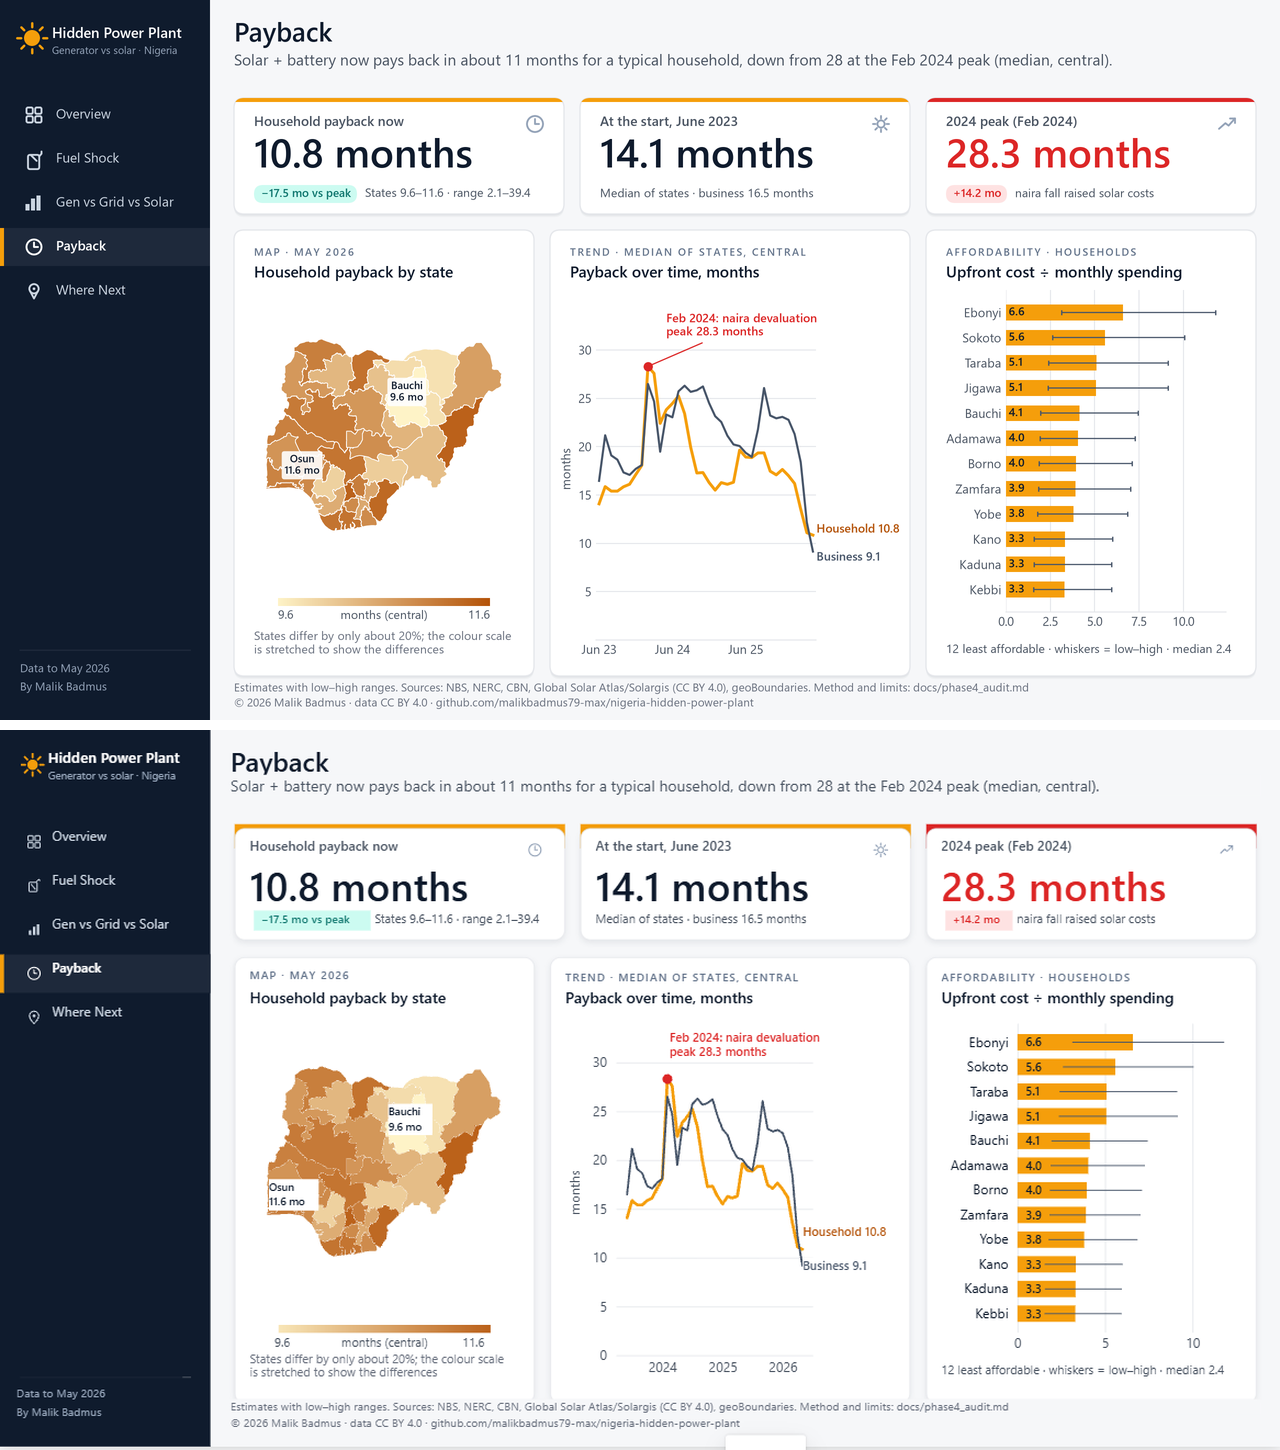 Hidden Power Plant
Generator vs solar · Nigeria
Overview
Fuel Shock
Gen vs Grid vs Solar
Payback
Where Next
Data to May 2026
By Malik Badmus
Payback
Solar + battery now pays back in about 11 months for a typical household, down from 28 at the Feb 2024 peak (median, central).
Household payback now
10.8 months
−17.5 mo vs peak States 9.6–11.6 · range 2.1–39.4
At the start, June 2023
14.1 months
Median of states · business 16.5 months
2024 peak (Feb 2024)
28.3 months
+14.2 mo naira fall raised solar costs
MAP · MAY 2026
Household payback by state
Bauchi
9.6 mo
Osun
11.6 mo
9.6 months (central) 11.6
States differ by only about 20%; the colour scale
is stretched to show the differences
TREND · MEDIAN OF STATES, CENTRAL
Payback over time, months
Feb 2024: naira devaluation
peak 28.3 months
30
25
20
15
10
5
months
Household 10.8
Business 9.1
Jun 23 Jun 24 Jun 25
AFFORDABILITY · HOUSEHOLDS
Upfront cost ÷ monthly spending
Ebonyi 6.6
Sokoto 5.6
Taraba 5.1
Jigawa 5.1
Bauchi 4.1
Adamawa 4.0
Borno 4.0
Zamfara 3.9
Yobe 3.8
Kano 3.3
Kaduna 3.3
Kebbi 3.3
0.0 2.5 5.0 7.5 10.0
12 least affordable · whiskers = low–high · median 2.4
Estimates with low–high ranges. Sources: NBS, NERC, CBN, Global Solar Atlas/Solargis (CC BY 4.0), geoBoundaries. Method and limits: docs/phase4_audit.md
© 2026 Malik Badmus · data CC BY 4.0 · github.com/malikbadmus79-max/nigeria-hidden-power-plant
Hidden Power Plant
Generator vs solar · Nigeria
Overview
Fuel Shock
Gen vs Grid vs Solar
Payback
Where Next
Data to May 2026
By Malik Badmus
Payback
Solar + battery now pays back in about 11 months for a typical household, down from 28 at the Feb 2024 peak (median, central).
Household payback now
10.8 months
−17.5 mo vs peak States 9.6–11.6 · range 2.1–39.4
At the start, June 2023
14.1 months
Median of states · business 16.5 months
2024 peak (Feb 2024)
28.3 months
+14.2 mo naira fall raised solar costs
MAP · MAY 2026
Household payback by state
Bauchi
9.6 mo
Osun
11.6 mo
9.6 months (central) 11.6
States differ by only about 20%; the colour scale
is stretched to show the differences
TREND · MEDIAN OF STATES, CENTRAL
Payback over time, months
Feb 2024: naira devaluation
peak 28.3 months
30
25
20
15
10
5
0
months
Household 10.8
Business 9.1
2024 2025 2026
AFFORDABILITY · HOUSEHOLDS
Upfront cost ÷ monthly spending
Ebonyi 6.6
Sokoto 5.6
Taraba 5.1
Jigawa 5.1
Bauchi 4.1
Adamawa 4.0
Borno 4.0
Zamfara 3.9
Yobe 3.8
Kano 3.3
Kaduna 3.3
Kebbi 3.3
0 5 10
12 least affordable · whiskers = low–high · median 2.4
Estimates with low–high ranges. Sources: NBS, NERC, CBN, Global Solar Atlas/Solargis (CC BY 4.0), geoBoundaries. Method and limits: docs/phase4_audit.md
© 2026 Malik Badmus · data CC BY 4.0 · github.com/malikbadmus79-max/nigeria-hidden-power-plant